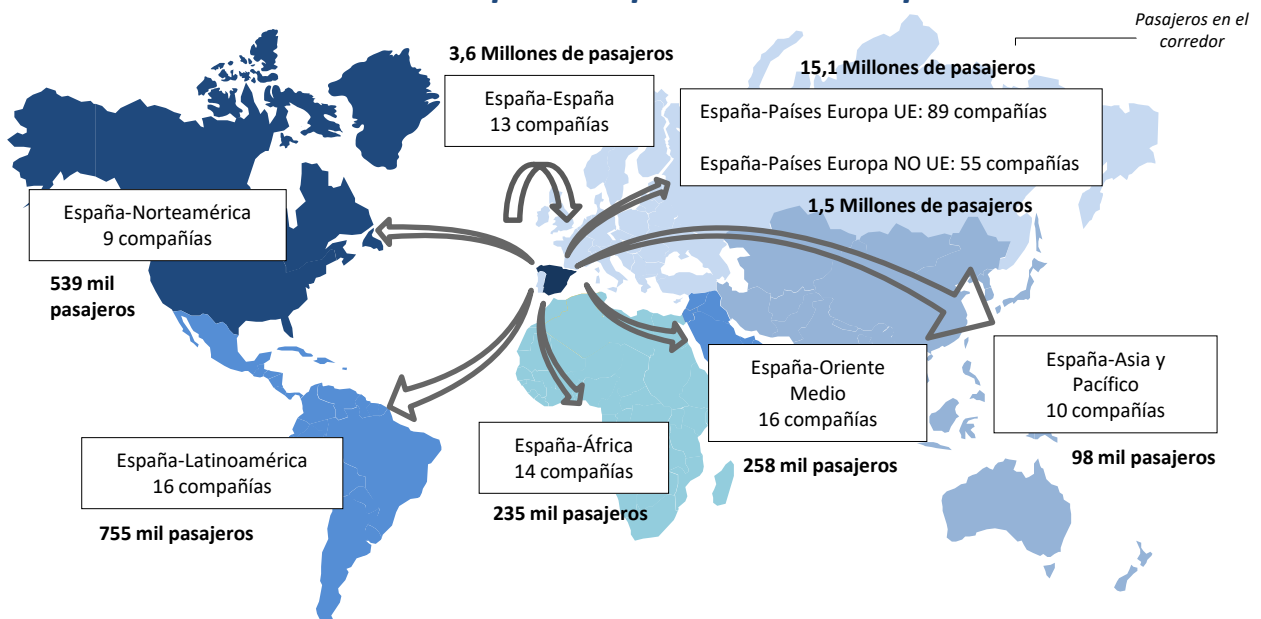 Pasajeros en el
corredor
3,6 Millones de pasajeros
España-España
13 compañías
15,1 Millones de pasajeros
España-Países Europa UE: 89 compañías
España-Países Europa NO UE: 55 compañías
1,5 Millones de pasajeros
España-Norteamérica
9 compañías
539 mil
pasajeros
España-Oriente
Medio
16 compañías
258 mil pasajeros
España-Asia y
Pacífico
10 compañías
98 mil pasajeros
España-Latinoamérica
16 compañías
755 mil pasajeros
España-África
14 compañías
235 mil pasajeros